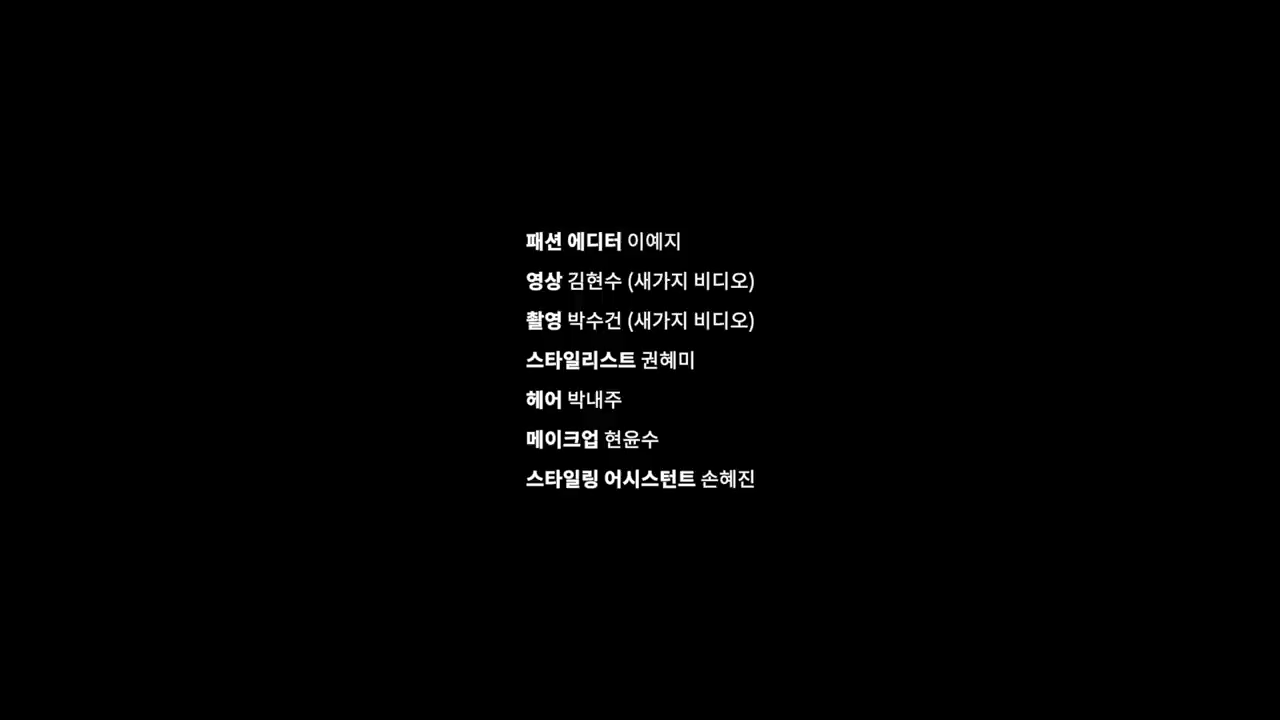 패션 에디터 이예지
영상 김현수 (새가지 비디오)
촬영 박수건 (새가지 비디오)
스타일리스트 권혜미
헤어 박내주
메이크업 현윤수
스타일링 어시스턴트 손혜진